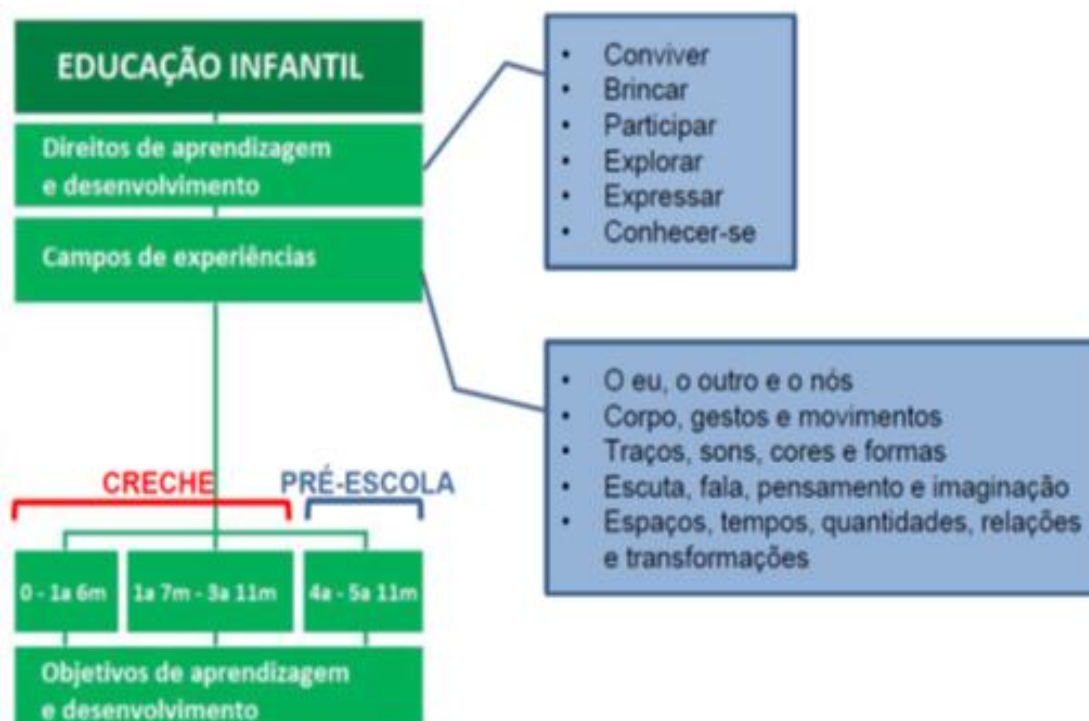 EDUCAÇÃO INFANTIL
Direitos de aprendizagem
e desenvolvimento
Campos de experiências
• Conviver
• Brincar
• Participar
• Explorar
• Expressar
• Conhecer-se
• O eu, o outro e o nós
• Corpo, gestos e movimentos
• Traços, sons, cores e formas
• Escuta, fala, pensamento e imaginação
• Espaços, tempos, quantidades, relações
e transformações
CRECHE
PRÉ-ESCOLA
0 - 1a 6m
1a 7m - 3a 11m
4a - 5a 11m
Objetivos de aprendizagem
e desenvolvimento